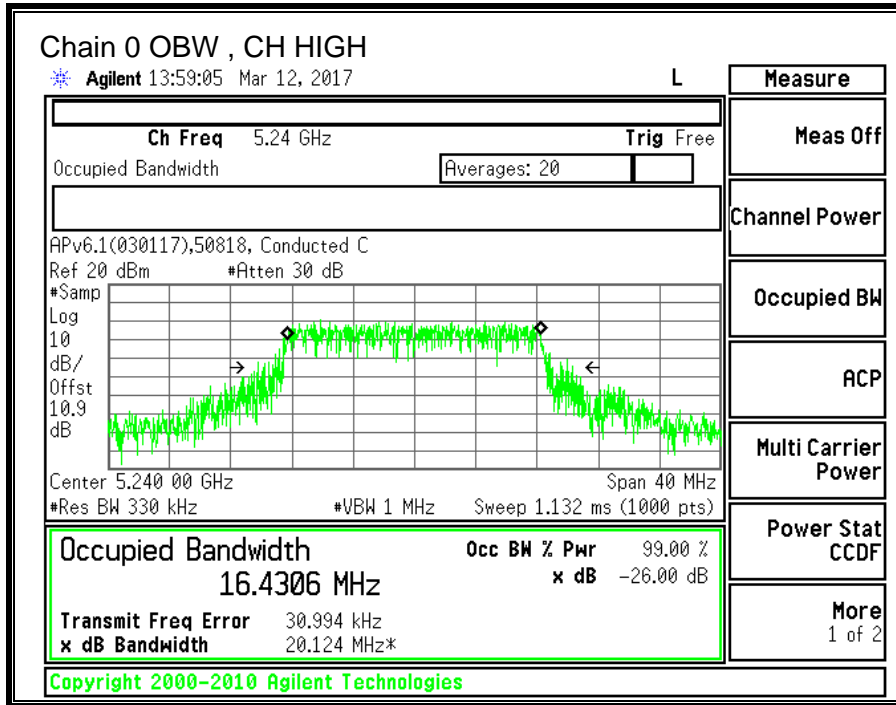 Chain 0 OBW , CH HIGH
Agilent 13:59:05 Mar 12, 2017 L
Measure
Ch Freq 5.24 GHz Trig Free
Meas Off
Occupied Bandwidth Averages: 20
Channel Power
APv6.1(030117),50818, Conducted C
Ref 20 dBm #Atten 30 dB
#Samp
Log
10
dB/
Offst
10.9
dB
Occupied BW
ACP
Multi Carrier
Power
Center 5.240 00 GHz Span 40 MHz
#Res BW 330 kHz #VBW 1 MHz Sweep 1.132 ms (1000 pts)
Power Stat
CCDF
Occupied Bandwidth Occ BW % Pwr 99.00 %
16.4306 MHz x dB -26.00 dB
Transmit Freq Error 30.994 kHz
x dB Bandwidth 20.124 MHz*
More
1 of 2
Copyright 2000-2010 Agilent Technologies